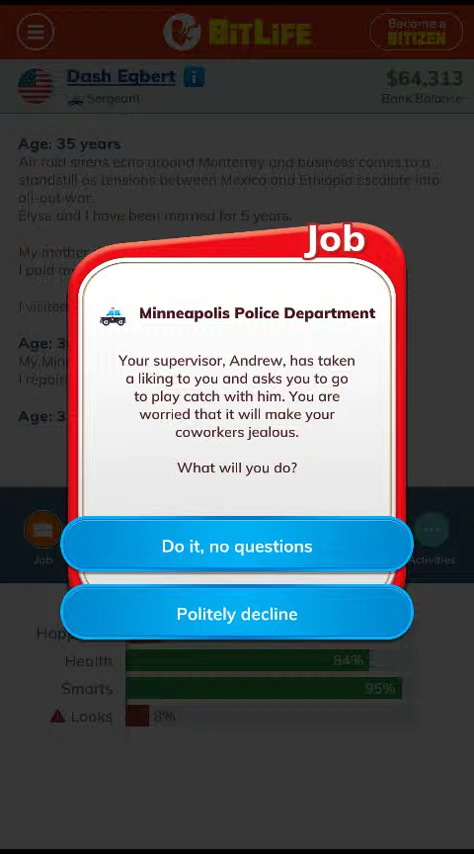 BitLife
Become a
BITIZEN
Dash Egbert
$64,313
Sergeant
Bank Balance
Age: 35 years
Air raid sirens echo around Monterrey and business comes to a
standstill as tensions between Mexico and Ethiopia escalate into
all-out war.
Elyse and I have been married for 5 years.
My mother
I paid
I visited
Job
Minneapolis Police Department
Your supervisor, Andrew, has taken
a liking to you and asks you to go
to play catch with him. You are
worried that it will make your
coworkers jealous.
What will you do?
Age: 3
My Min
I repair
Age: 3
Do it, no questions
Job
Activities
Politely decline
Happ
Health
84%
Smarts
95%
Looks
8%